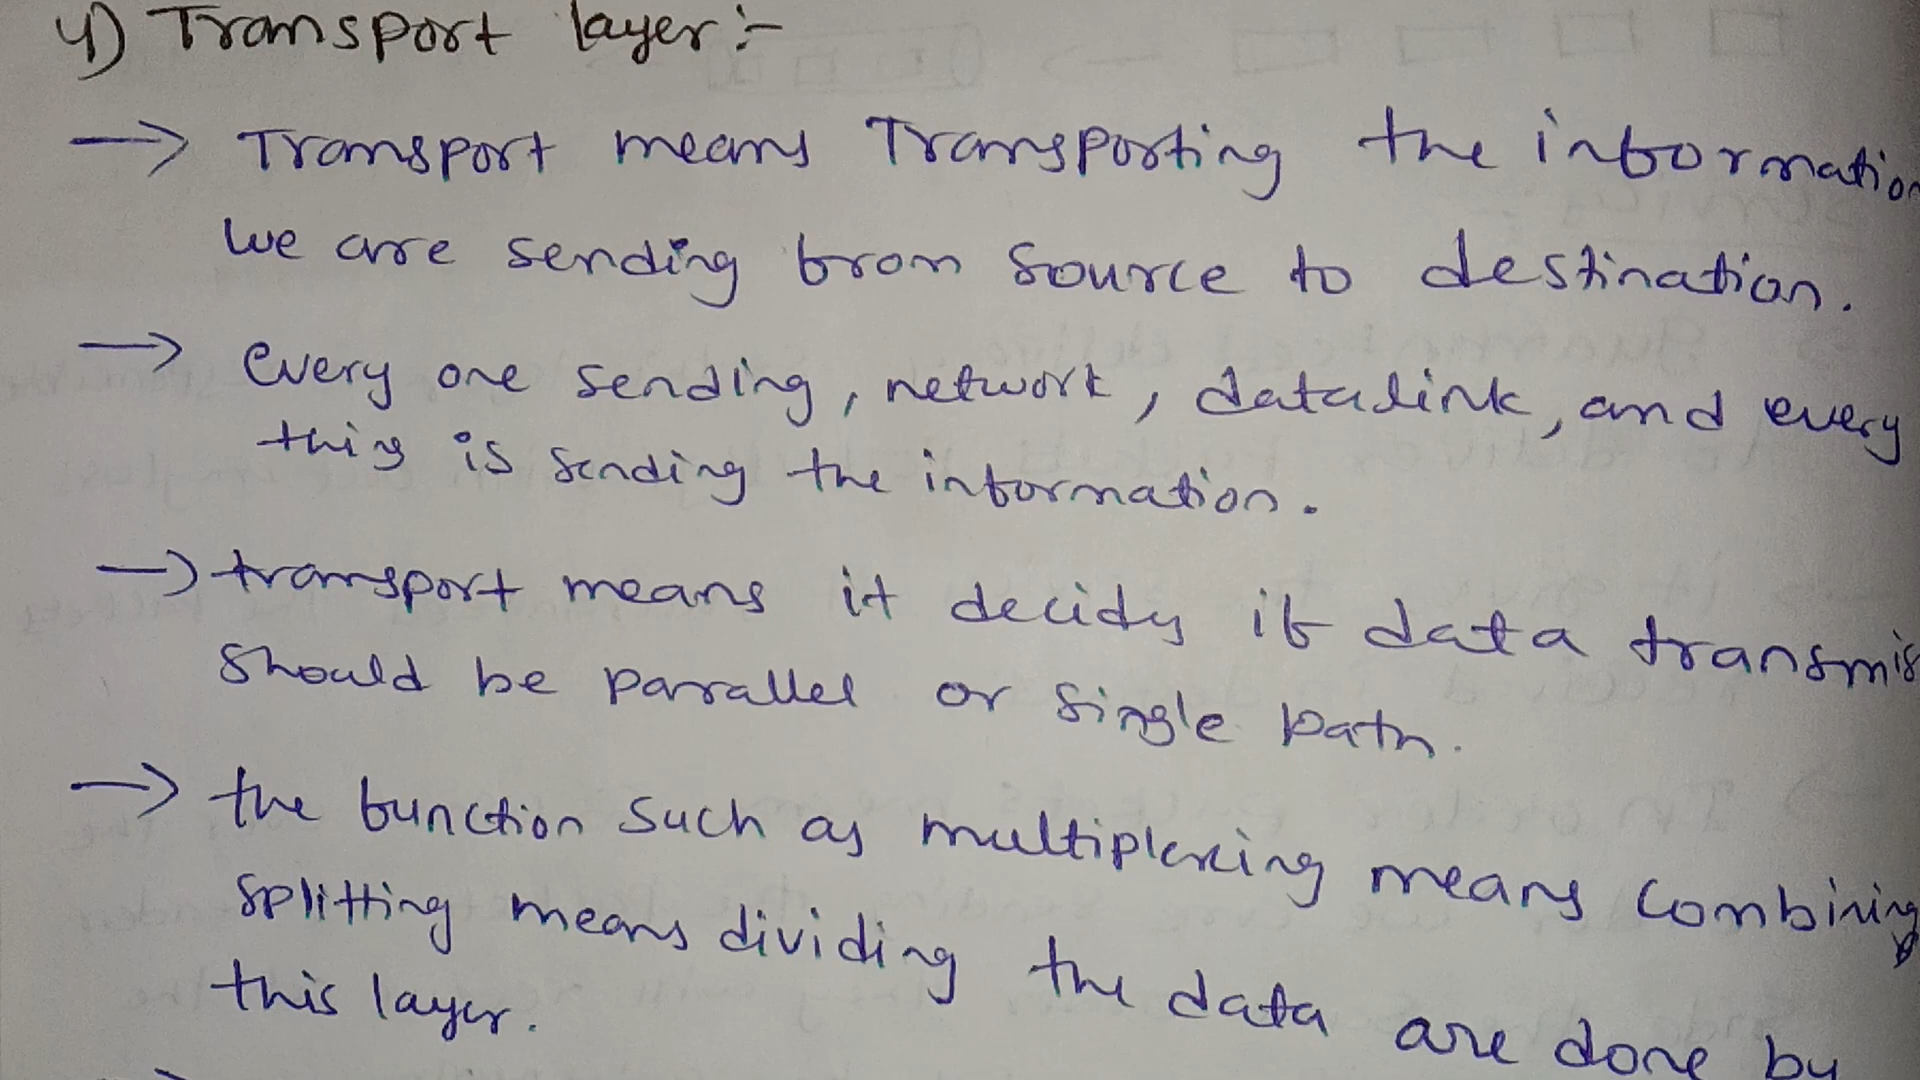 4) Transport layer :-
→ Transport means Transporting the information
we are sending from source to destination.
→ every one sending, network, datalink, and every
thing is sending the information.
→ transport means it decidy if data transmis
should be parallel or single path.
→ the function such as multiplexing means combining
splitting means dividing the data are done by
this layer.